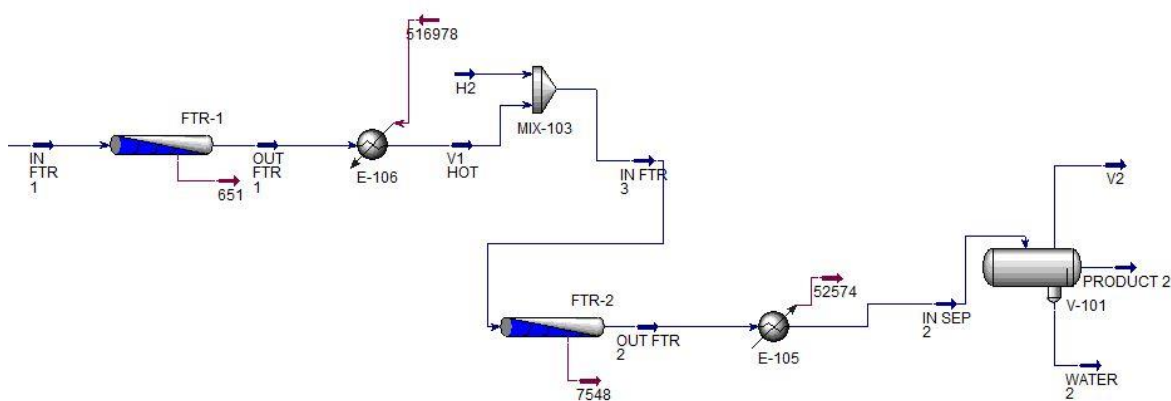 516978
H2
FTR-1
MIX-103
IN
FTR
1
OUT
FTR
1
E-106
V1
HOT
651
IN FTR
3
V2
PRODUCT 2
V-101
52574
FTR-2
IN SEP
2
OUT FTR
2
E-105
WATER
2
7548